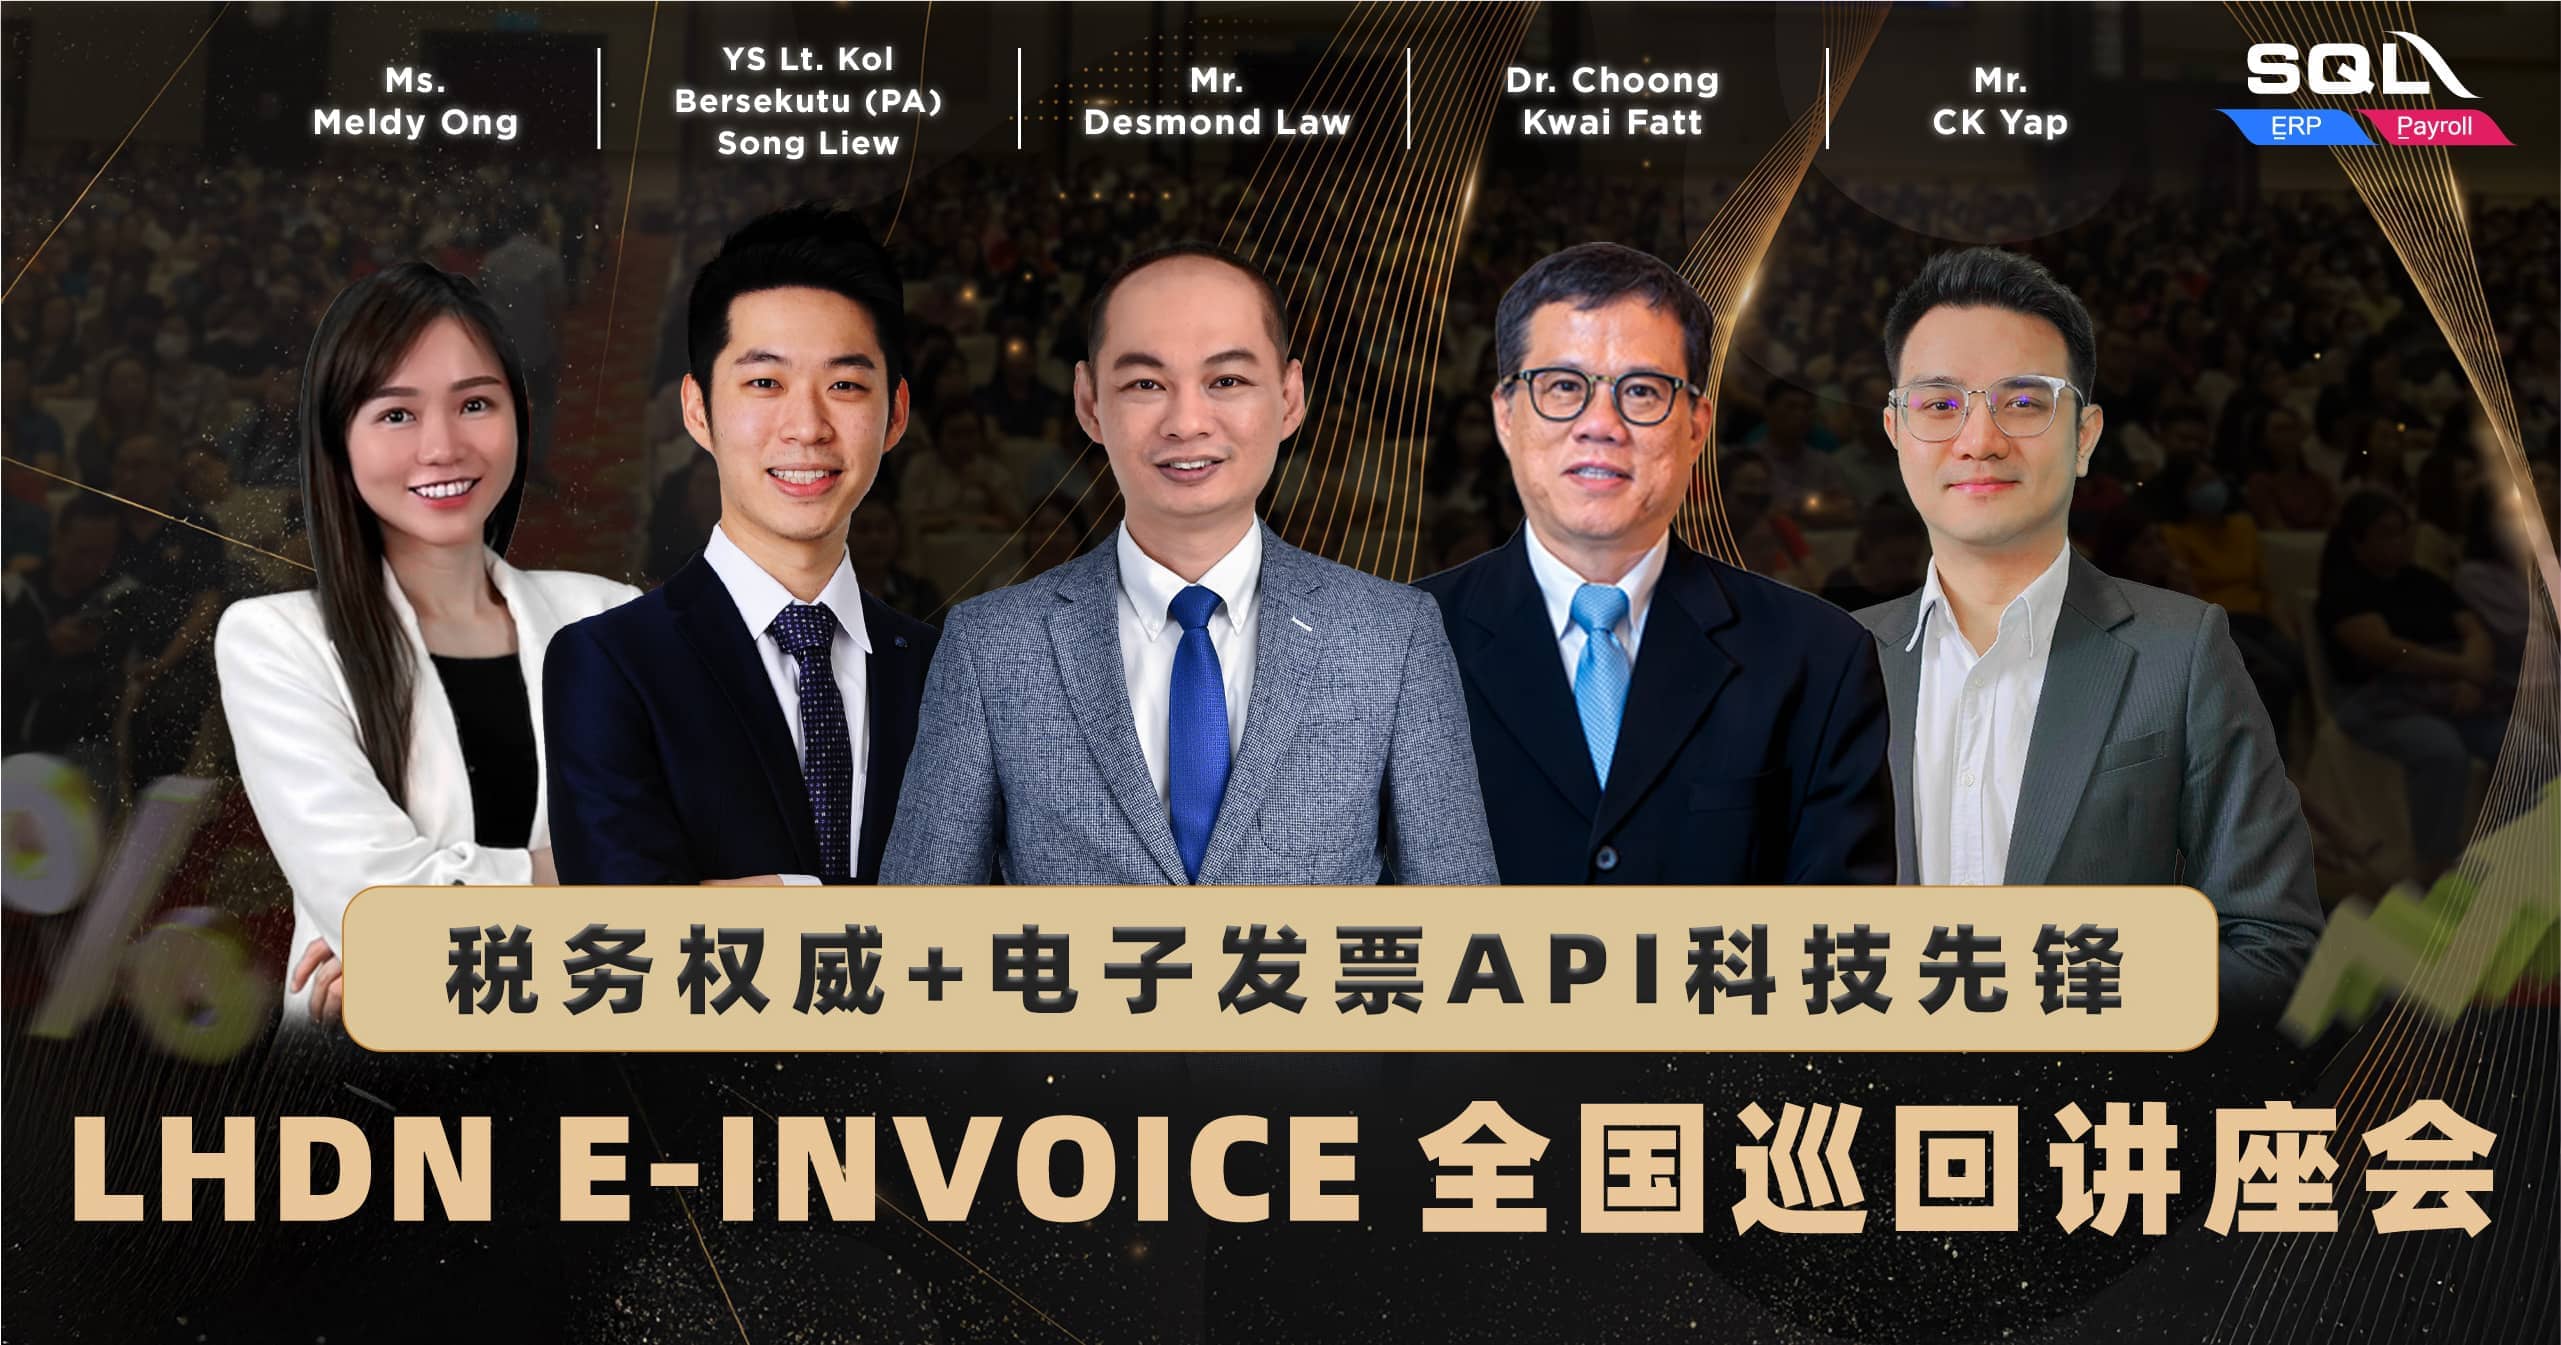 Ms.
Meldy Ong
YS Lt. Kol
Bersekutu (PA)
Song Liew
Mr.
Desmond Law
Dr. Choong
Kwai Fatt
Mr.
CK Yap
SQL
ERP Payroll
税务权威+电子发票API科技先锋
LHDN E-INVOICE 全国巡回讲座会